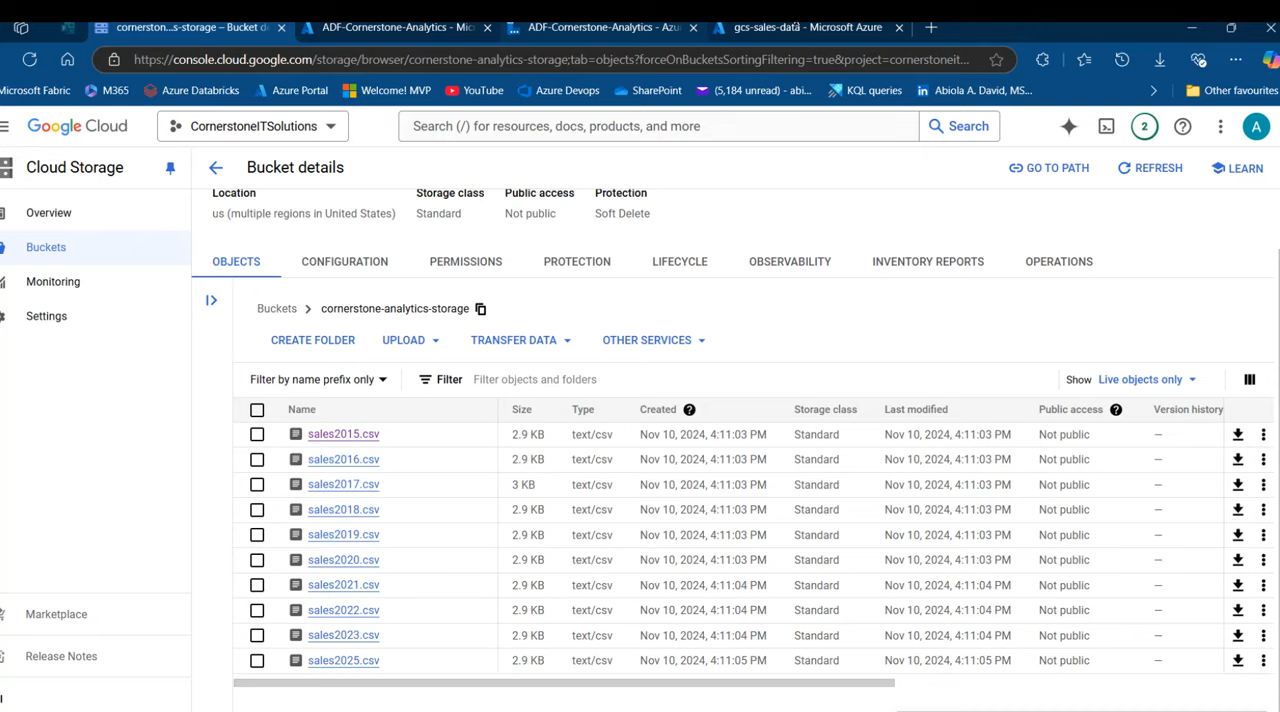 cornerstone...s-storage – Bucket de
ADF-Cornerstone-Analytics - Mic
ADF-Cornerstone-Analytics - Azu
gcs-sales-data - Microsoft Azure
https://console.cloud.google.com/storage/browser/cornerstone-analytics-storage;tab=objects?forceOnBucketsSortingFiltering=true&project=cornerstoneit...
Microsoft Fabric
M365
Azure Databricks
Azure Portal
Welcome! MVP
YouTube
Azure Devops
SharePoint
(5,184 unread) - abi...
KQL queries
Abiola A. David, MS...
Other favourites
Google Cloud
CornerstoneITSolutions
Search (/) for resources, docs, products, and more
Search
2
A
Cloud Storage
Bucket details
GO TO PATH
REFRESH
LEARN
Overview
Buckets
Monitoring
Settings
Marketplace
Release Notes
Location Storage class Public access Protection
us (multiple regions in United States) Standard Not public Soft Delete
OBJECTS CONFIGURATION PERMISSIONS PROTECTION LIFECYCLE OBSERVABILITY INVENTORY REPORTS OPERATIONS
Buckets > cornerstone-analytics-storage
CREATE FOLDER UPLOAD TRANSFER DATA OTHER SERVICES
Filter by name prefix only Filter Filter objects and folders Show Live objects only
Name Size Type Created Storage class Last modified Public access Version history
sales2015.csv 2.9 KB text/csv Nov 10, 2024, 4:11:03 PM Standard Nov 10, 2024, 4:11:03 PM Not public —
sales2016.csv 2.9 KB text/csv Nov 10, 2024, 4:11:03 PM Standard Nov 10, 2024, 4:11:03 PM Not public —
sales2017.csv 3 KB text/csv Nov 10, 2024, 4:11:03 PM Standard Nov 10, 2024, 4:11:03 PM Not public —
sales2018.csv 2.9 KB text/csv Nov 10, 2024, 4:11:03 PM Standard Nov 10, 2024, 4:11:03 PM Not public —
sales2019.csv 2.9 KB text/csv Nov 10, 2024, 4:11:03 PM Standard Nov 10, 2024, 4:11:03 PM Not public —
sales2020.csv 2.9 KB text/csv Nov 10, 2024, 4:11:03 PM Standard Nov 10, 2024, 4:11:03 PM Not public —
sales2021.csv 2.9 KB text/csv Nov 10, 2024, 4:11:04 PM Standard Nov 10, 2024, 4:11:04 PM Not public —
sales2022.csv 2.9 KB text/csv Nov 10, 2024, 4:11:04 PM Standard Nov 10, 2024, 4:11:04 PM Not public —
sales2023.csv 2.9 KB text/csv Nov 10, 2024, 4:11:04 PM Standard Nov 10, 2024, 4:11:04 PM Not public —
sales2025.csv 2.9 KB text/csv Nov 10, 2024, 4:11:05 PM Standard Nov 10, 2024, 4:11:05 PM Not public —